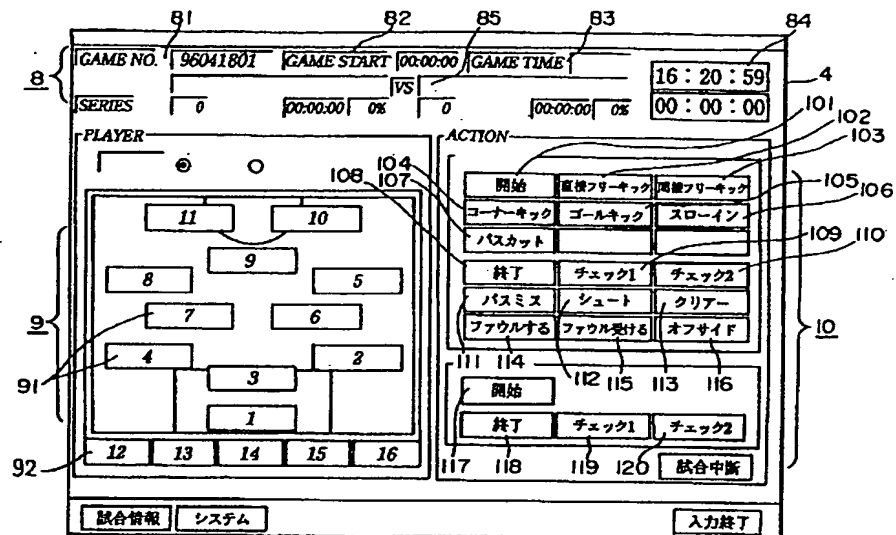 81 82 85 83 84
8 GAME NO. 96041801 GAME START 00:00:00 GAME TIME 16:20:59 4
VS
SERIES 0 00:00:00 0% 0 00:00:00 0% 00:00:00
101
102
103
PLAYER ACTION
104
107
108
開始 直接フリーキック 間接フリーキック
105
コーナーキック ゴールキック スローイン 106
パスカット
109 110
終了 チェック1 チェック2
パスミス シュート クリアー
ファウルする ファウル受ける オフサイド
10
111 114 112 115 113 116
9
11 10
9
8 5
7 6
91
4 2
3
1
92 12 13 14 15 16
開始
終了 チェック1 チェック2
117 118 119 120 試合中断
試合情報 システム 入力終了